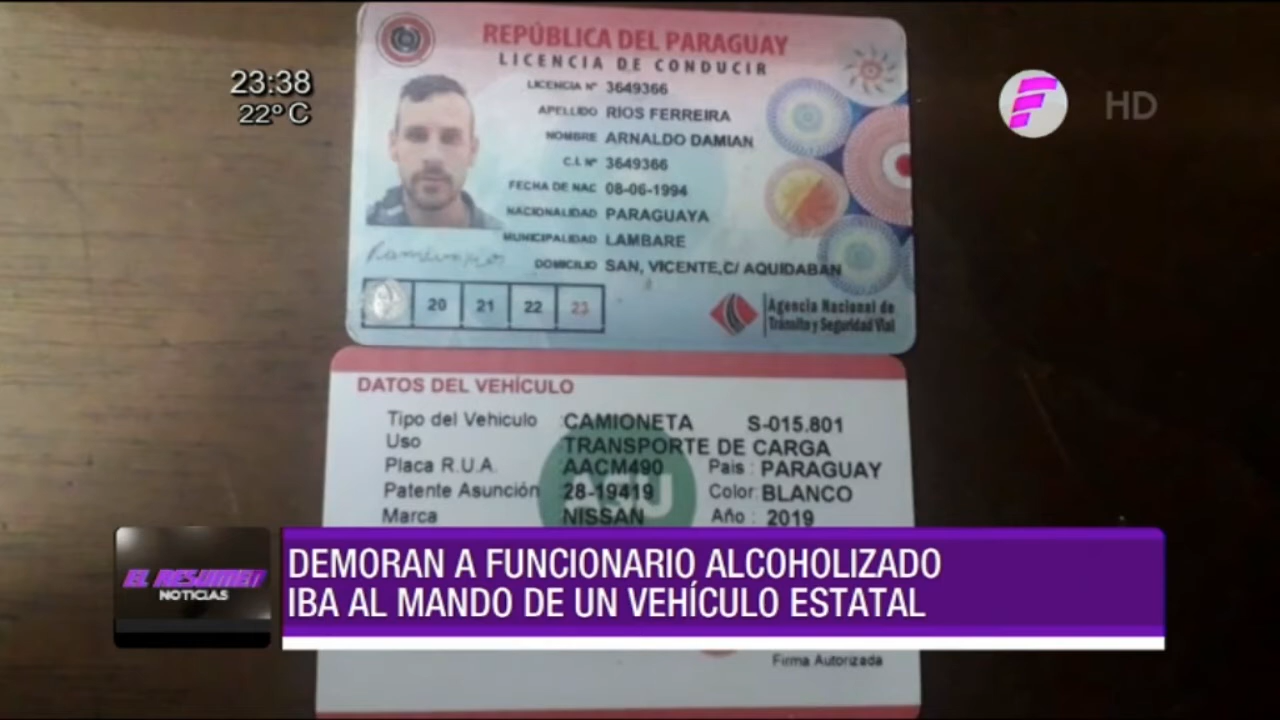 23:38
22º C
HD
REPÚBLICA DEL PARAGUAY
LICENCIA DE CONDUCIR
LICENCIA Nº 3649366
APELLIDO RIOS FERREIRA
NOMBRE ARNALDO DAMIAN
C.I. Nº 3649366
FECHA DE NAC 08-06-1994
NACIONALIDAD PARAGUAYA
MUNICIPALIDAD LAMBARE
DOMICILIO SAN, VICENTE,C/ AQUIDABAN
20 21 22 23
Agencia Nacional de
Tránsito y Seguridad Vial
DATOS DEL VEHÍCULO
Tipo del Vehiculo CAMIONETA S-015.801
Uso TRANSPORTE DE CARGA
Placa R.U.A. AACM490 Pais : PARAGUAY
Patente Asunción 28-19419 Color: BLANCO
Marca NISSAN Año : 2019
EL RESUMEN
NOTICIAS
DEMORAN A FUNCIONARIO ALCOHOLIZADO
IBA AL MANDO DE UN VEHÍCULO ESTATAL
Firma Autorizada